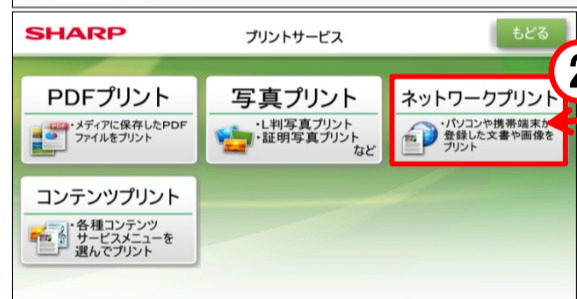 SHARP
プリントサービス
もどる
PDFプリント
・メディアに保存したPDF
ファイルをプリント
写真プリント
・L判写真プリント
・証明写真プリント
など
ネットワークプリント
・パソコンや携帯端末から
登録した文書や画像を
プリント
2
コンテンツプリント
・各種コンテンツ
サービスメニューを
選んでプリント